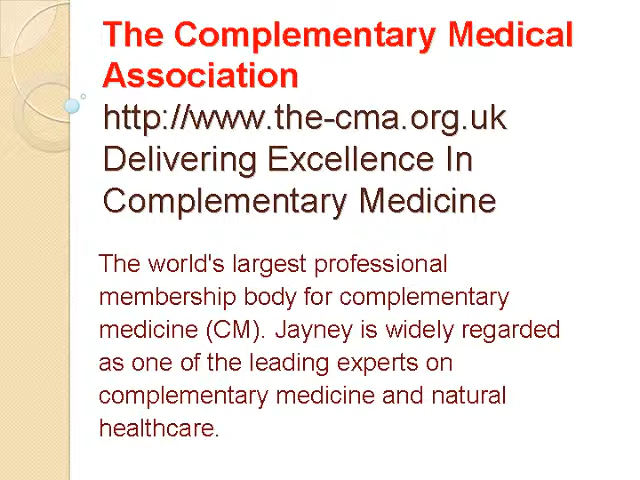 The Complementary Medical
Association
http://www.the-cma.org.uk
Delivering Excellence In
Complementary Medicine
The world's largest professional
membership body for complementary
medicine (CM). Jayney is widely regarded
as one of the leading experts on
complementary medicine and natural
healthcare.